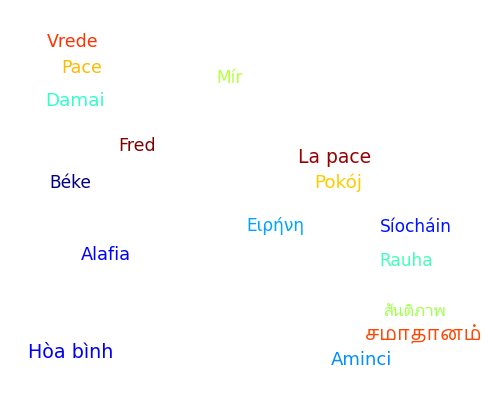 Vrede
Pace
Mír
Damai
Fred
La pace
Béke
Pokój
Ειρήνη
Síocháin
Alafia
Rauha
สันติภาพ
சமாதானம்
Hòa bình
Aminci